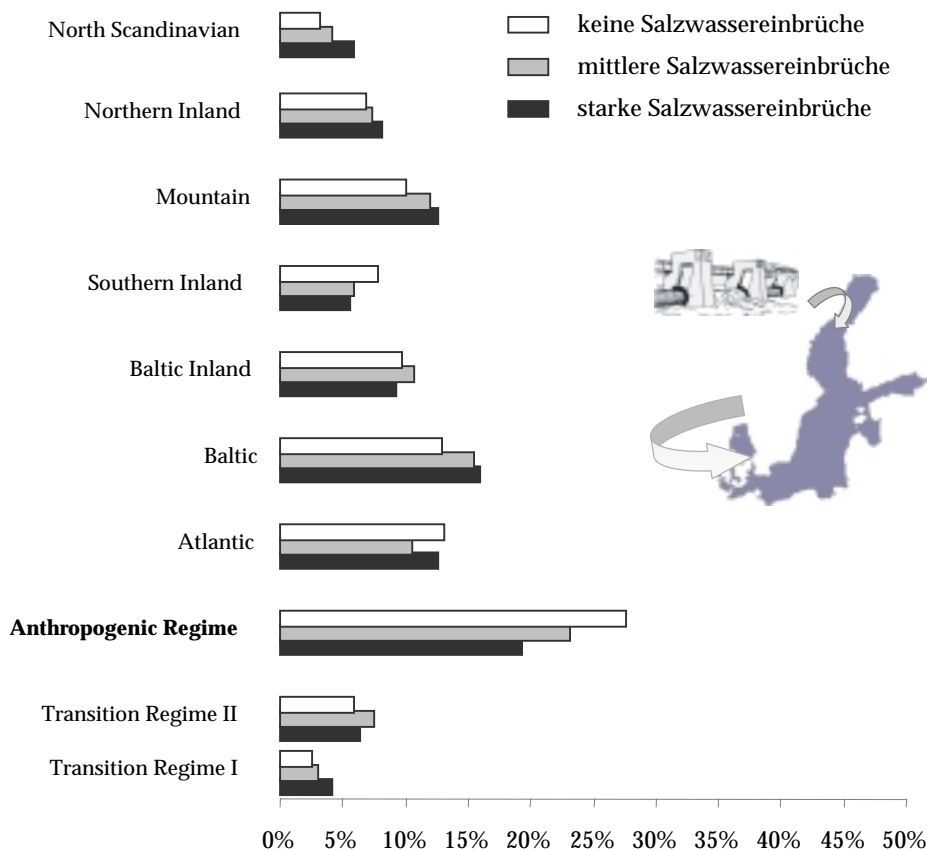 North Scandinavian
keine Salzwassereinbrüche
mittlere Salzwassereinbrüche
starke Salzwassereinbrüche
Northern Inland
Mountain
Southern Inland
Baltic Inland
Baltic
Atlantic
Anthropogenic Regime
Transition Regime II
Transition Regime I
0% 5% 10% 15% 20% 25% 30% 35% 40% 45% 50%